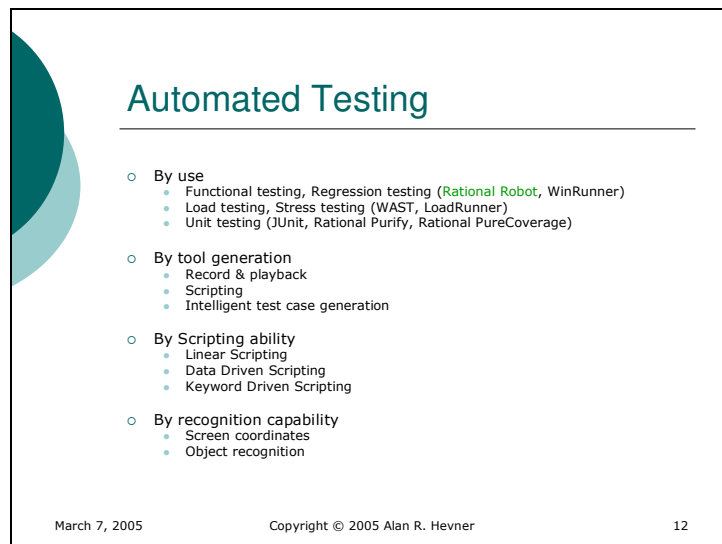 Automated Testing
By use
Functional testing, Regression testing (Rational Robot, WinRunner)
Load testing, Stress testing (WAST, LoadRunner)
Unit testing (JUnit, Rational Purify, Rational PureCoverage)
By tool generation
Record & playback
Scripting
Intelligent test case generation
By Scripting ability
Linear Scripting
Data Driven Scripting
Keyword Driven Scripting
By recognition capability
Screen coordinates
Object recognition
March 7, 2005 Copyright © 2005 Alan R. Hevner 12